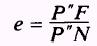 e = P″F / P″N